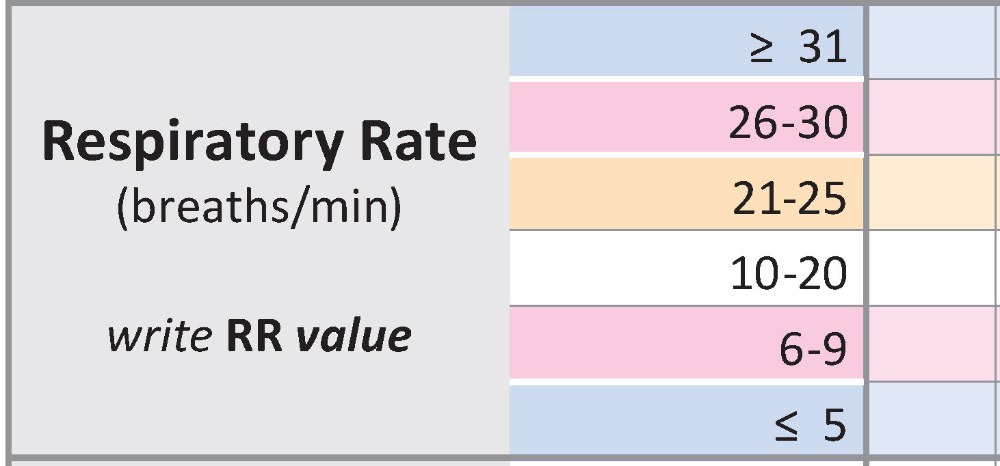 Respiratory Rate
(breaths/min)
write RR value
≥ 31
26-30
21-25
10-20
6-9
≤ 5